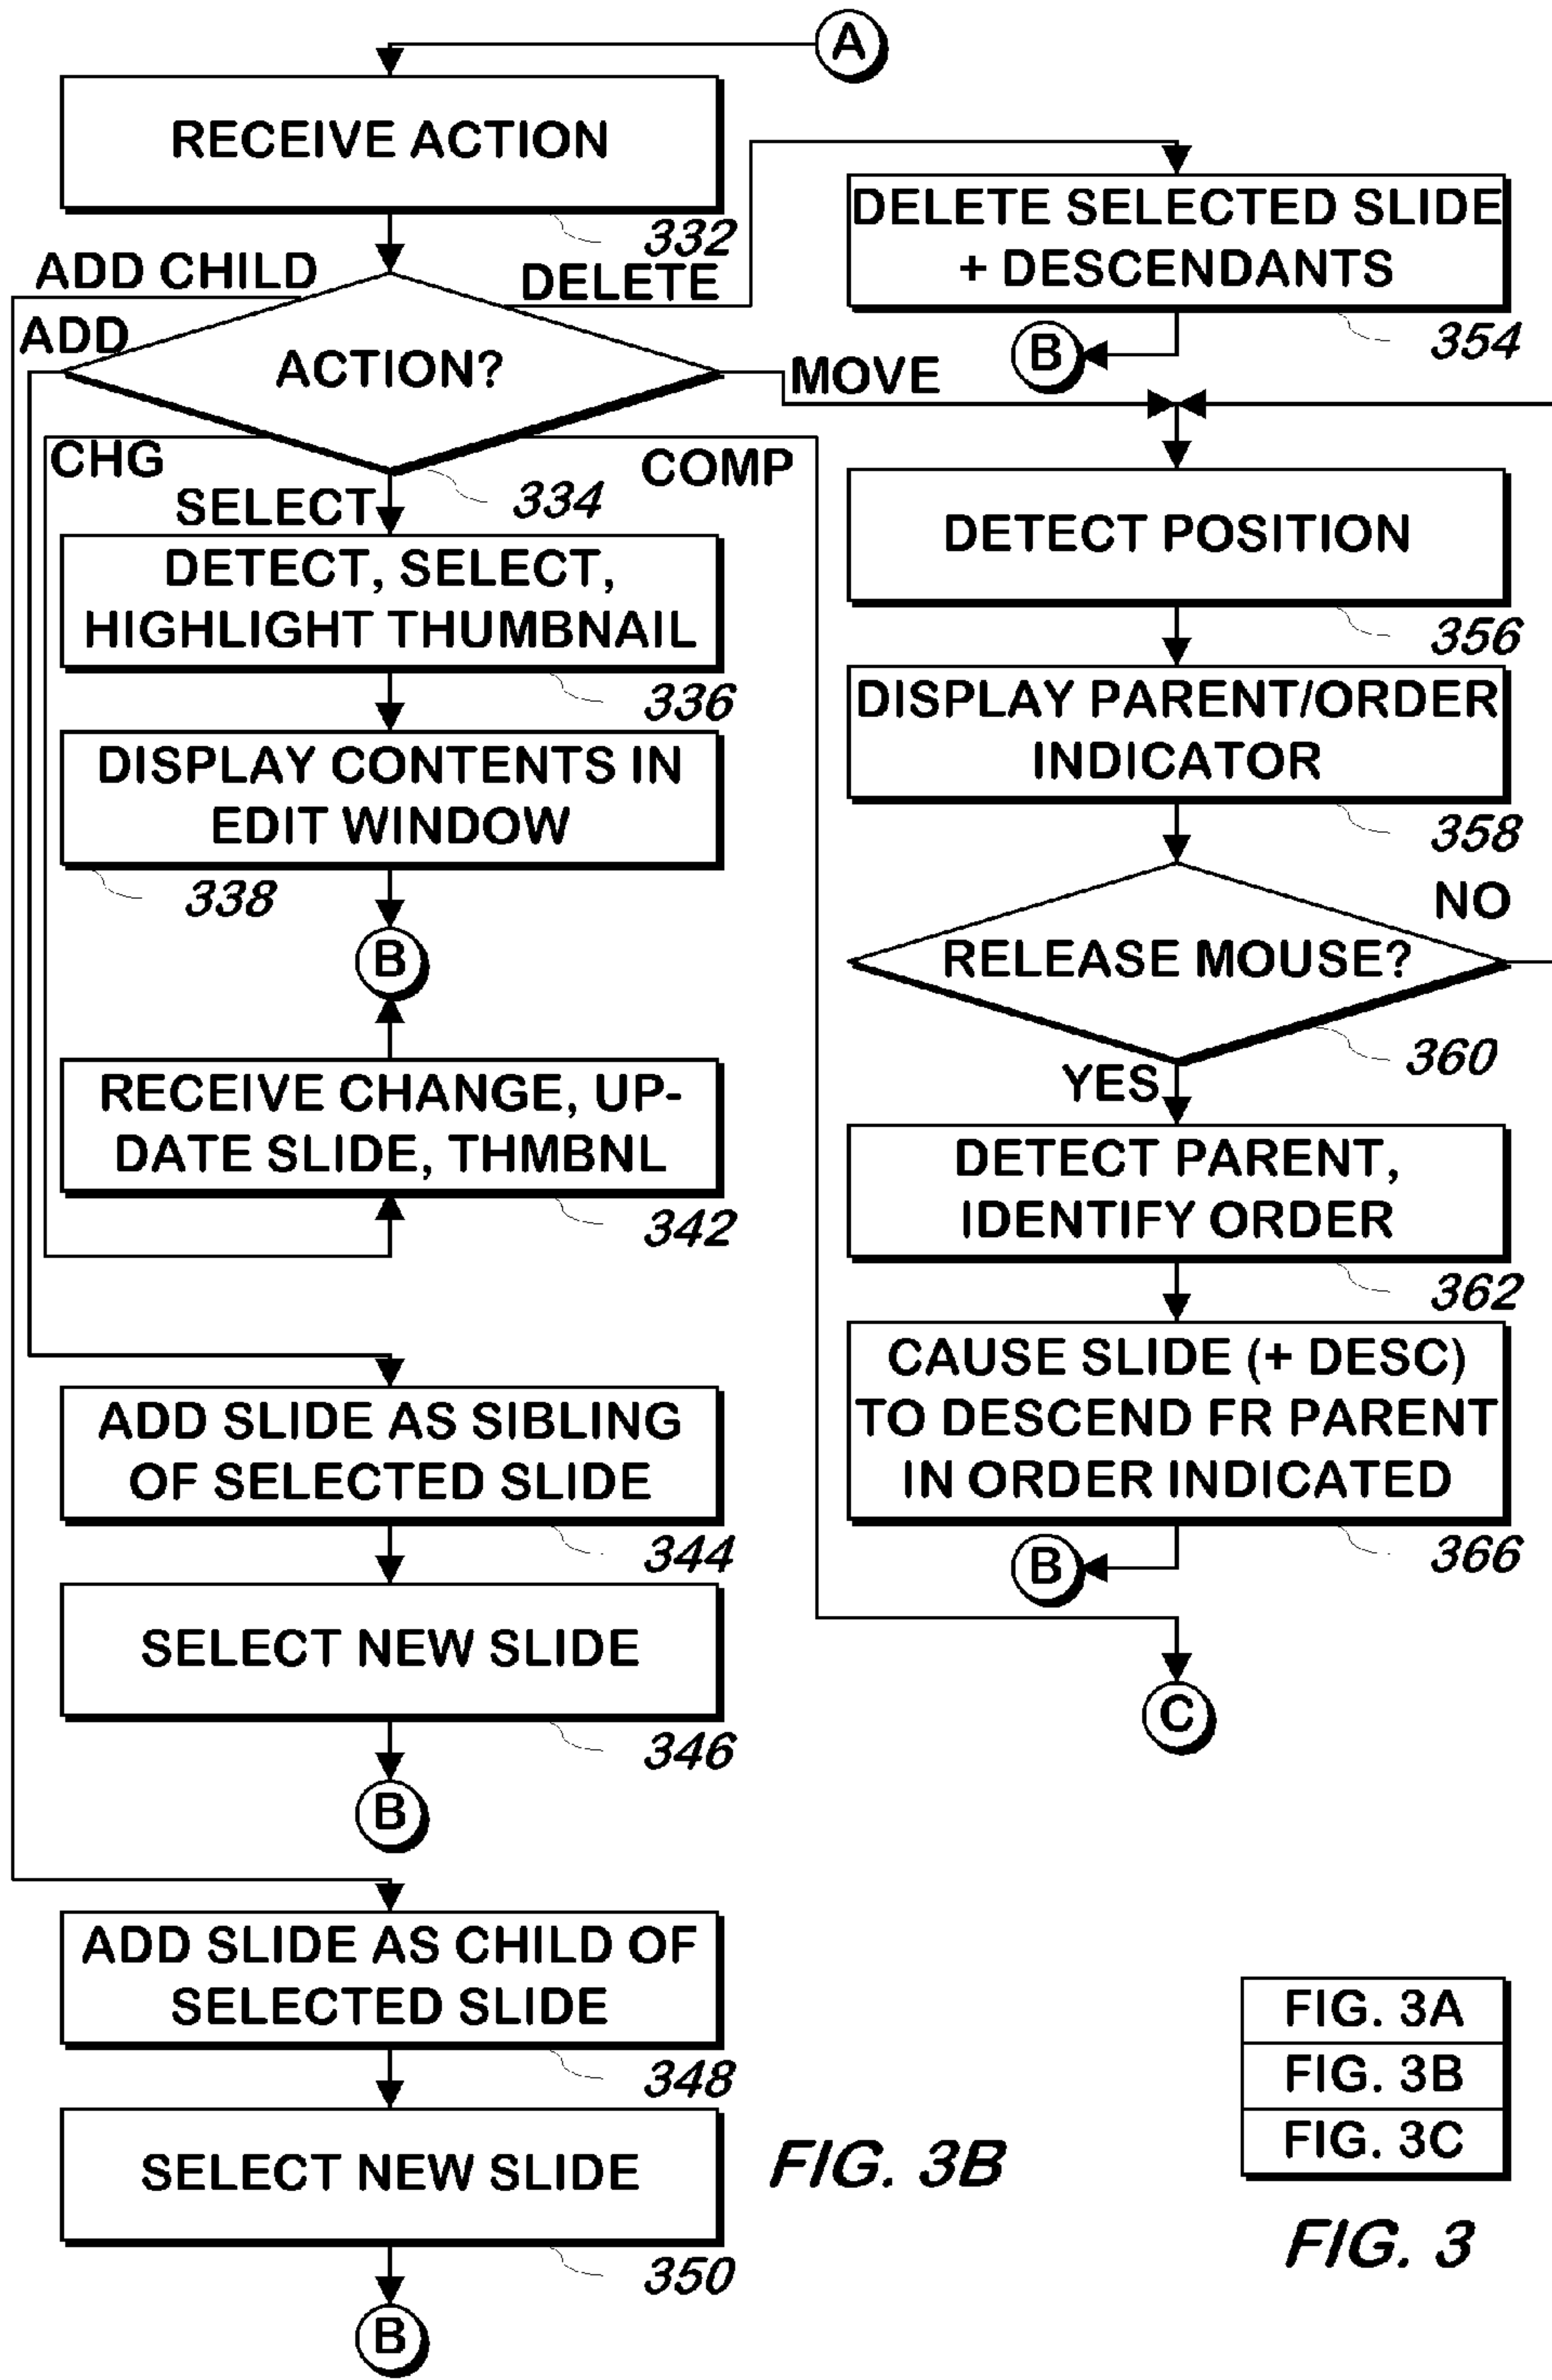 A
RECEIVE ACTION
332
ADD CHILD
DELETE
ADD
ACTION?
MOVE
CHG
COMP
334
SELECT
DETECT, SELECT,
HIGHLIGHT THUMBNAIL
336
DISPLAY CONTENTS IN
EDIT WINDOW
338
B
RECEIVE CHANGE, UP-
DATE SLIDE, THMBNL
342
ADD SLIDE AS SIBLING
OF SELECTED SLIDE
344
SELECT NEW SLIDE
346
B
ADD SLIDE AS CHILD OF
SELECTED SLIDE
348
SELECT NEW SLIDE
350
B
DELETE SELECTED SLIDE
+ DESCENDANTS
354
B
DETECT POSITION
356
DISPLAY PARENT/ORDER
INDICATOR
358
NO
RELEASE MOUSE?
360
YES
DETECT PARENT,
IDENTIFY ORDER
362
CAUSE SLIDE (+ DESC)
TO DESCEND FR PARENT
IN ORDER INDICATED
366
B
C
FIG. 3B
FIG. 3A
FIG. 3B
FIG. 3C
FIG. 3